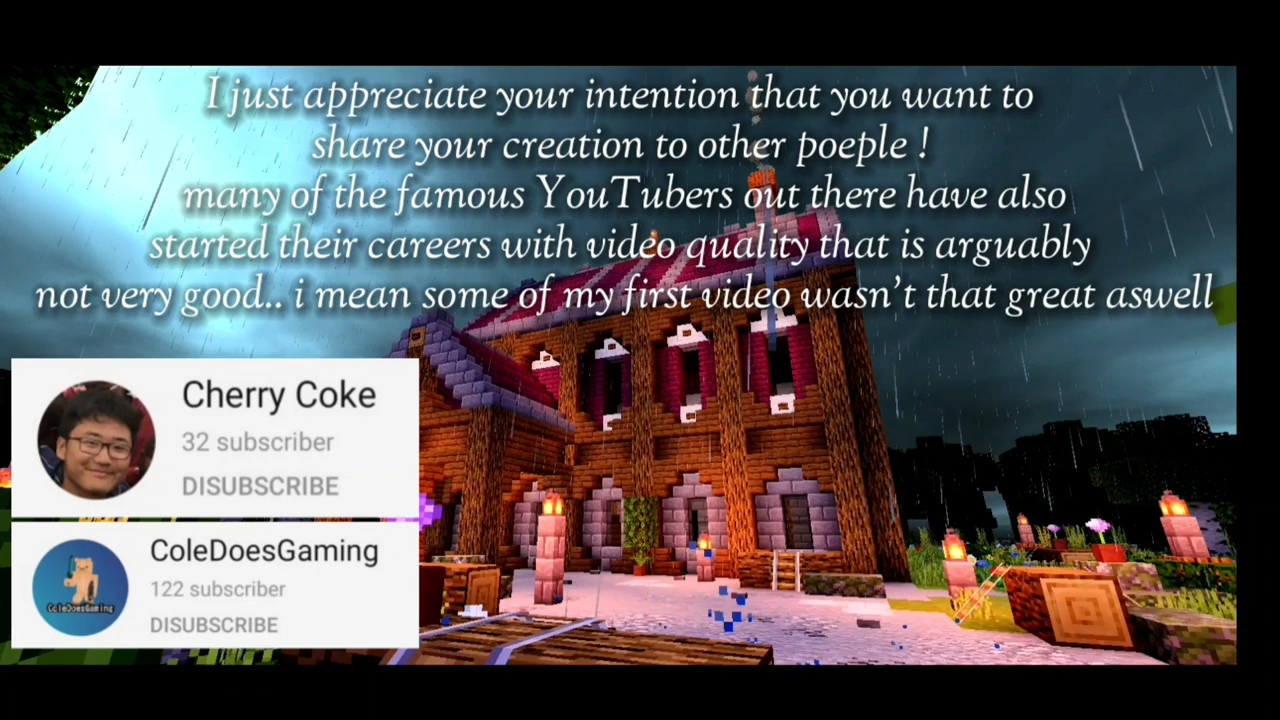 I just appreciate your intention that you want to
share your creation to other poeple !
many of the famous YouTubers out there have also
started their careers with video quality that is arguably
not very good.. i mean some of my first video wasn't that great aswell
Cherry Coke
32 subscriber
DISUBSCRIBE
ColeDoesGaming
122 subscriber
DISUBSCRIBE
ColeDoesGaming